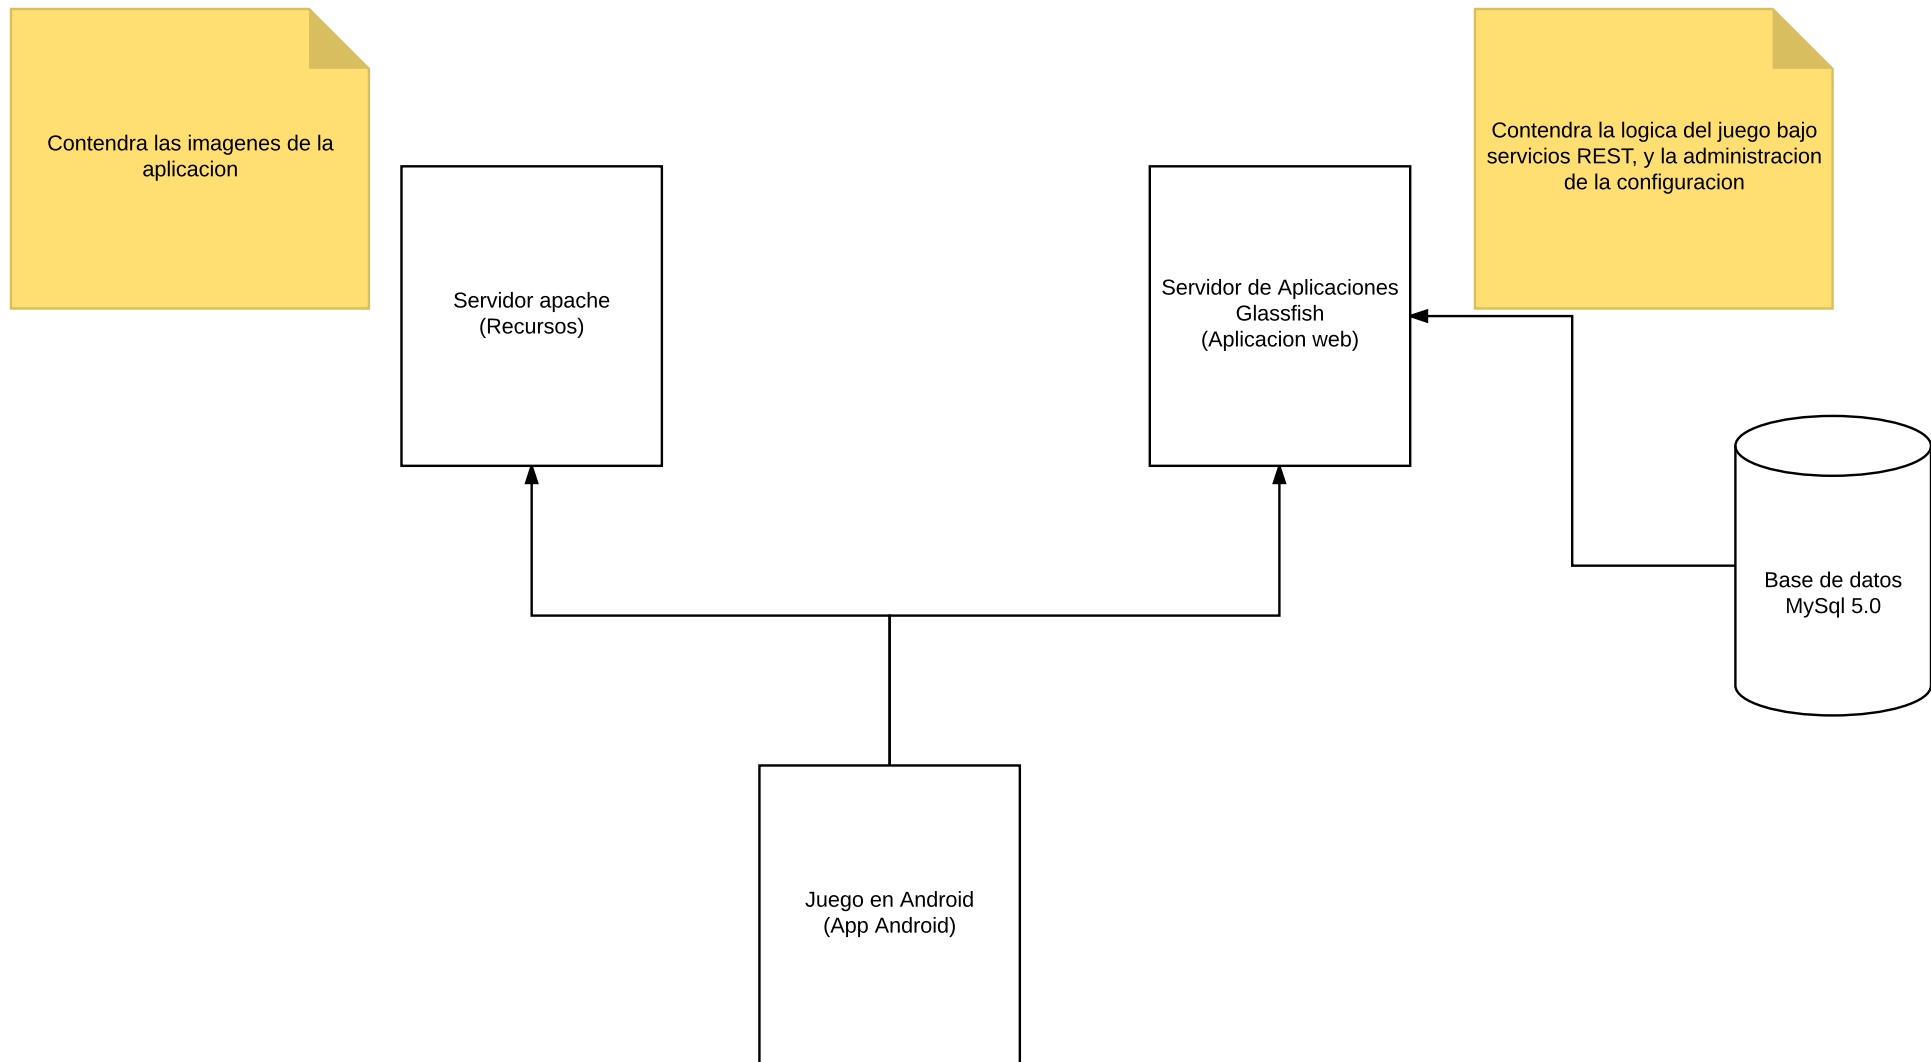 Contendra las imagenes de la
aplicacion
Contendra la logica del juego bajo
servicios REST, y la administracion
de la configuracion
Servidor apache
(Recursos)
Servidor de Aplicaciones
Glassfish
(Aplicacion web)
Base de datos
MySql 5.0
Juego en Android
(App Android)